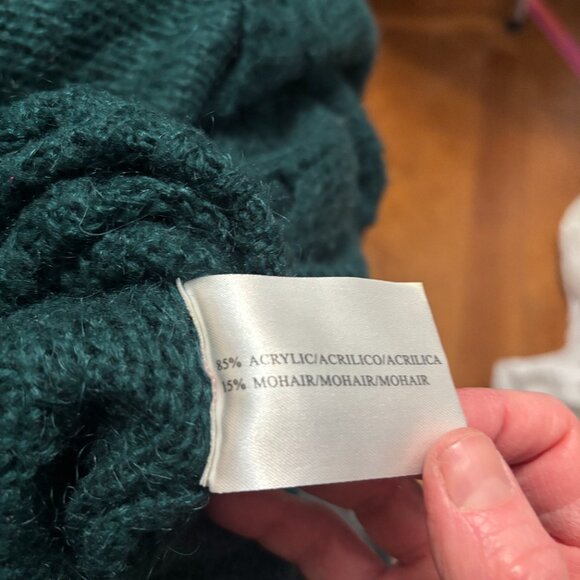 85% ACRYLIC/ACRILICO/ACRILICA
15% MOHAIR/MOHAIR/MOHAIR